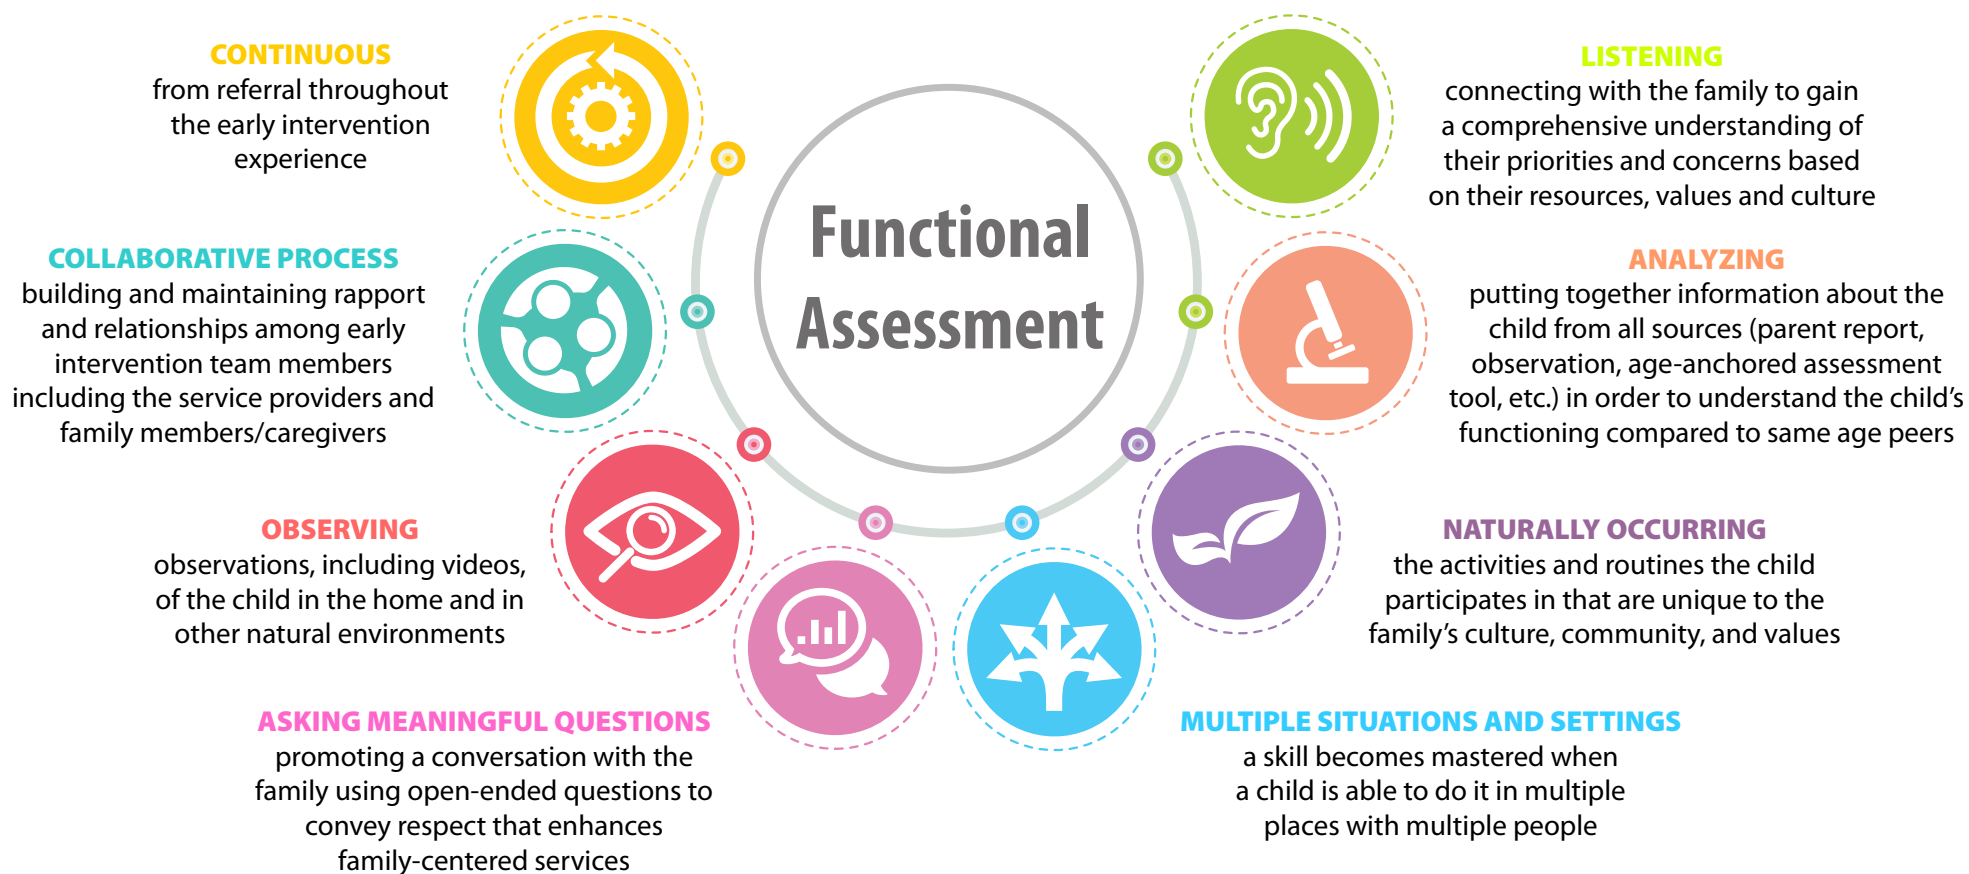 CONTINUOUS
from referral throughout
the early intervention
experience
COLLABORATIVE PROCESS
building and maintaining rapport
and relationships among early
intervention team members
including the service providers and
family members/caregivers
OBSERVING
observations, including videos,
of the child in the home and in
other natural environments
ASKING MEANINGFUL QUESTIONS
promoting a conversation with the
family using open-ended questions to
convey respect that enhances
family-centered services
Functional
Assessment
LISTENING
connecting with the family to gain
a comprehensive understanding of
their priorities and concerns based
on their resources, values and culture
ANALYZING
putting together information about the
child from all sources (parent report,
observation, age-anchored assessment
tool, etc.) in order to understand the child’s
functioning compared to same age peers
NATURALLY OCCURRING
the activities and routines the child
participates in that are unique to the
family’s culture, community, and values
MULTIPLE SITUATIONS AND SETTINGS
a skill becomes mastered when
a child is able to do it in multiple
places with multiple people